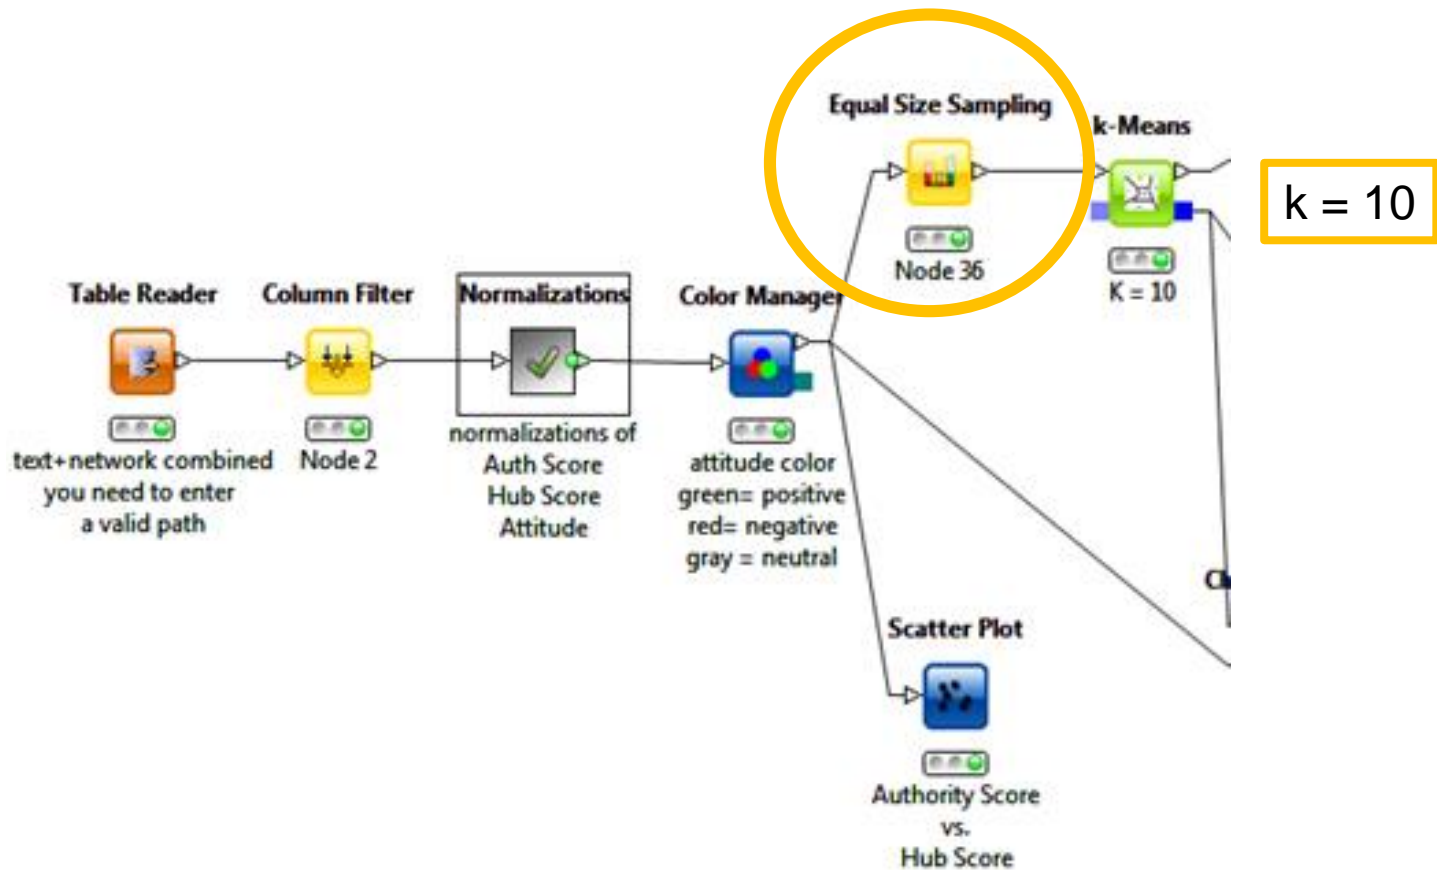 Equal Size Sampling
k-Means
k = 10
Node 36
K = 10
Table Reader
Column Filter
Normalizations
Color Manager
text+network combined
you need to enter
a valid path
Node 2
normalizations of
Auth Score
Hub Score
Attitude
attitude color
green= positive
red= negative
gray = neutral
Scatter Plot
Authority Score
vs.
Hub Score